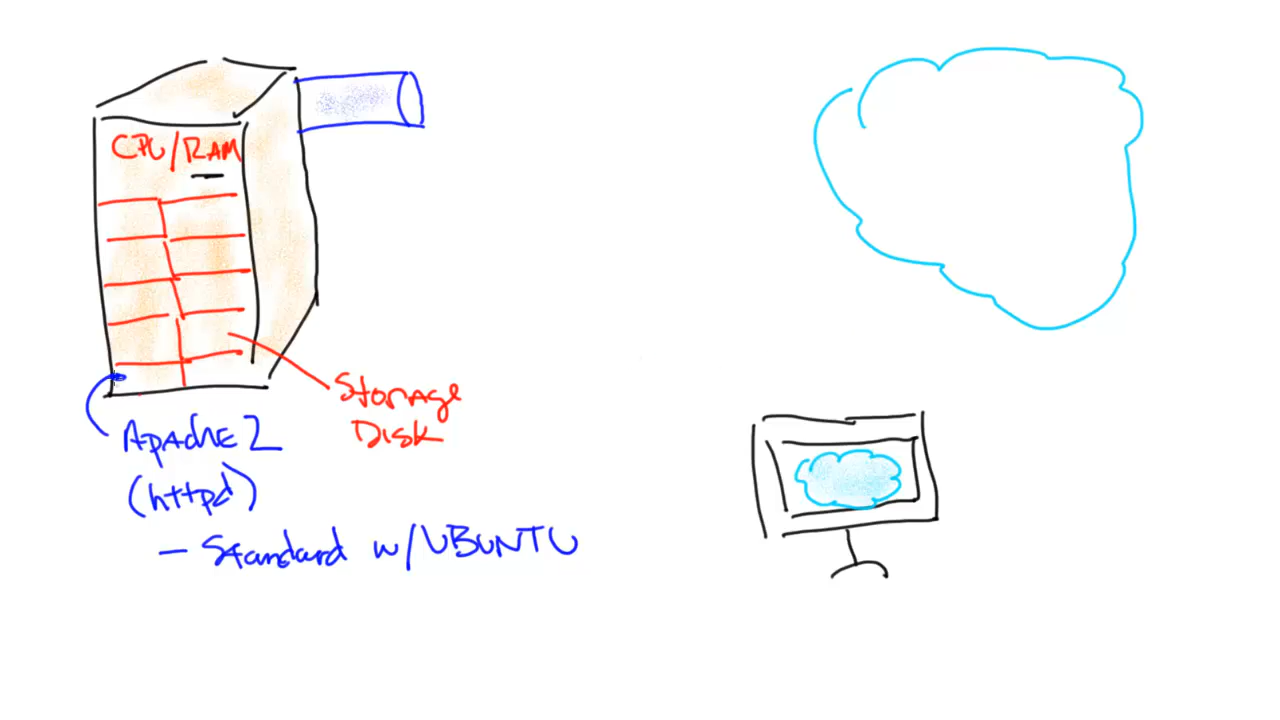 CPU/RAM
Storage
Disk
Apache 2
(httpd)
- Standard w/UBUNTU